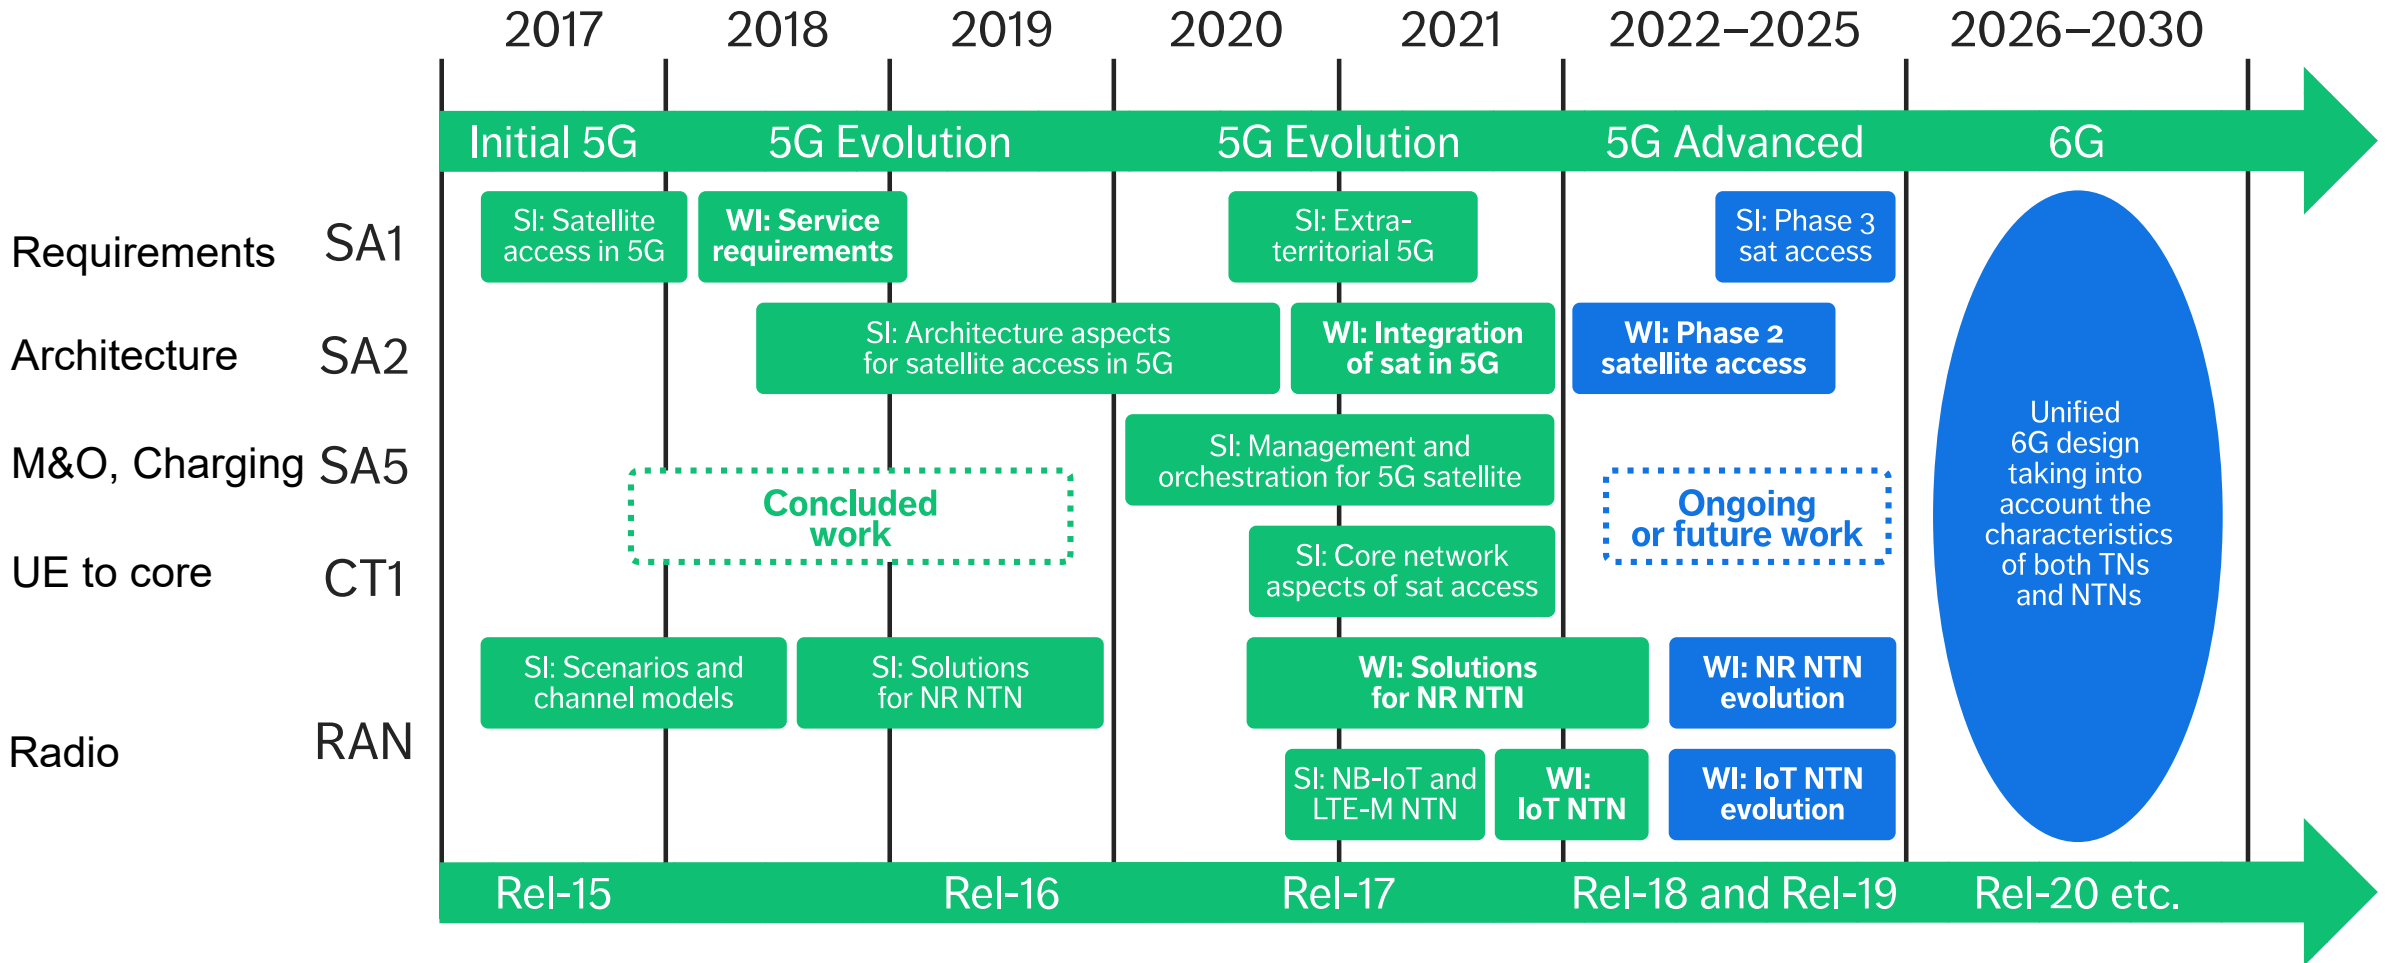 2017 2018 2019 2020 2021 2022–2025 2026–2030
Initial 5G 5G Evolution 5G Evolution 5G Advanced 6G
Requirements SA1
SI: Satellite
access in 5G
WI: Service
requirements
SI: Extra-
territorial 5G
SI: Phase 3
sat access
Architecture SA2
SI: Architecture aspects
for satellite access in 5G
WI: Integration
of sat in 5G
WI: Phase 2
satellite access
M&O, Charging SA5
SI: Management and
orchestration for 5G satellite
Concluded
work
Ongoing
or future work
UE to core CT1
SI: Core network
aspects of sat access
Radio RAN
SI: Scenarios and
channel models
SI: Solutions
for NR NTN
WI: Solutions
for NR NTN
WI: NR NTN
evolution
SI: NB-IoT and
LTE-M NTN
WI:
IoT NTN
WI: IoT NTN
evolution
Unified
6G design
taking into
account the
characteristics
of both TNs
and NTNs
Rel-15 Rel-16 Rel-17 Rel-18 and Rel-19 Rel-20 etc.